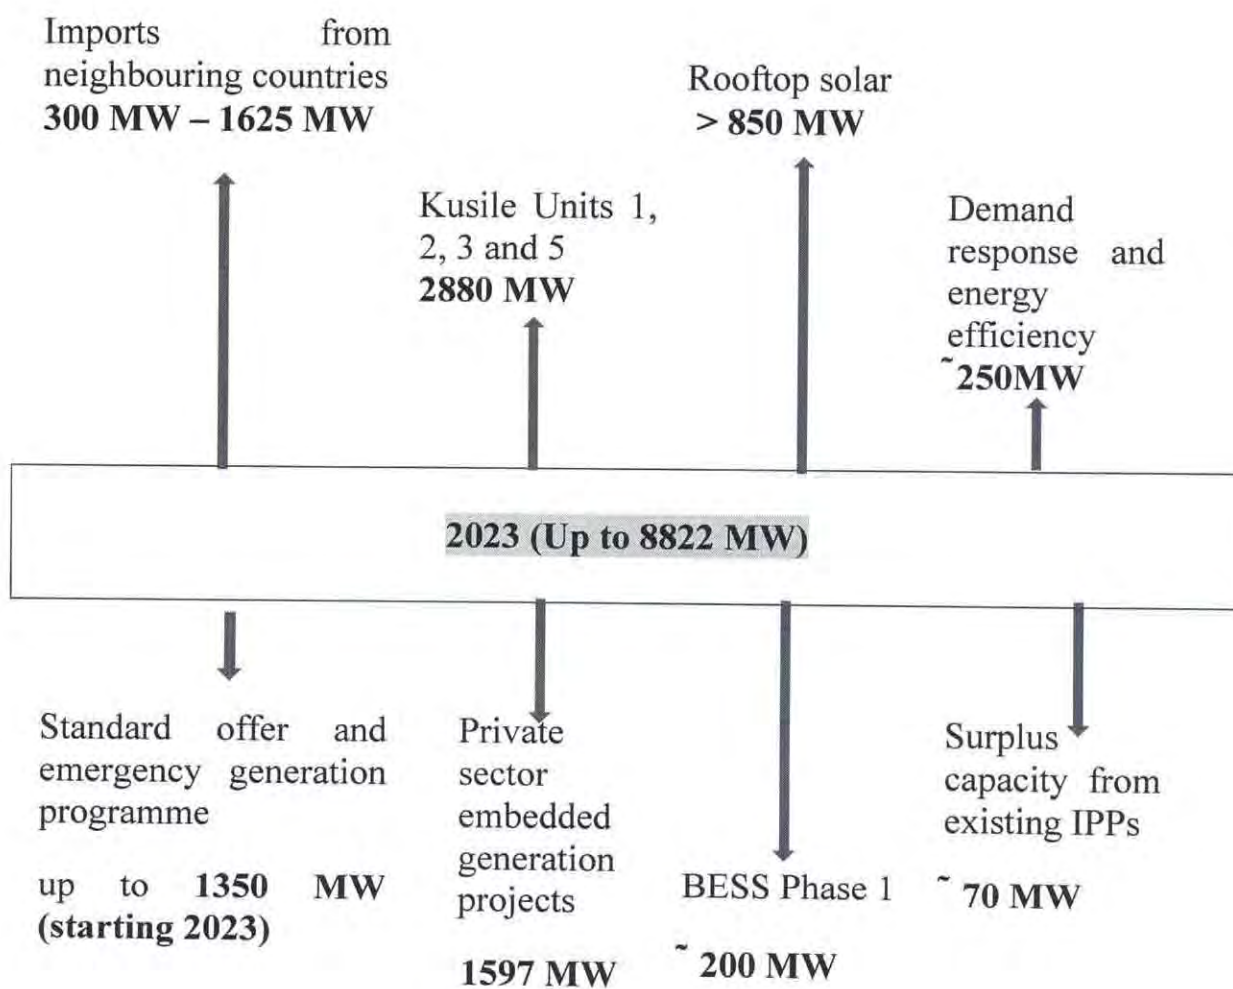 Imports from
neighbouring countries
300 MW – 1625 MW
Kusile Units 1,
2, 3 and 5
2880 MW
Rooftop solar
> 850 MW
Demand
response and
energy
efficiency
~250MW
2023 (Up to 8822 MW)
Standard offer and
emergency generation
programme
up to 1350 MW
(starting 2023)
Private
sector
embedded
generation
projects
1597 MW
BESS Phase 1
~ 200 MW
Surplus
capacity from
existing IPPs
~ 70 MW